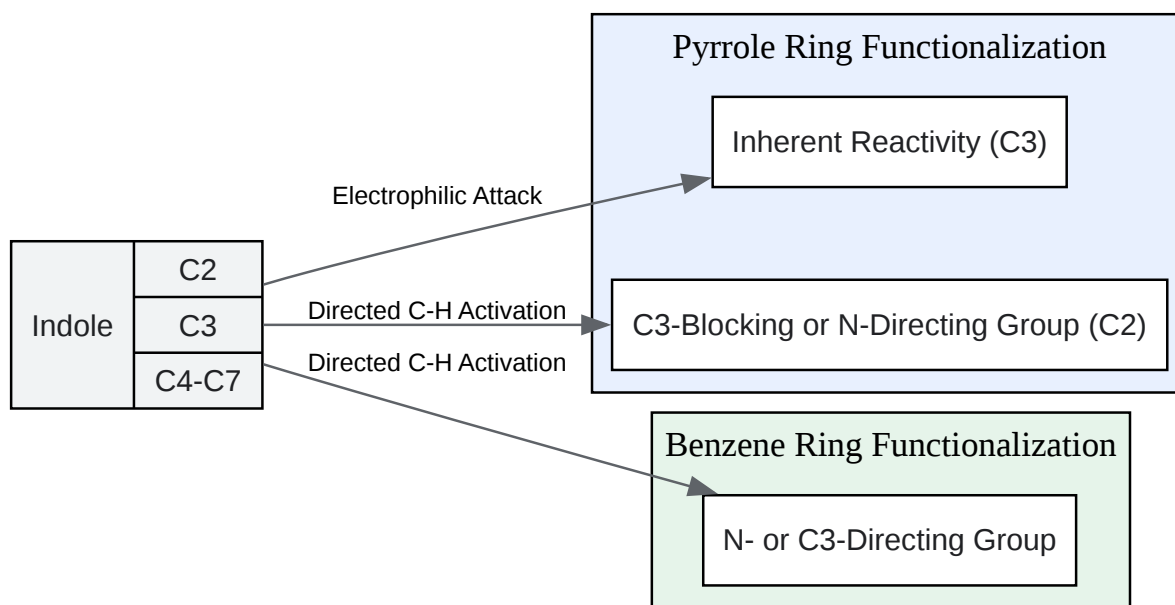 Pyrrole Ring Functionalization
Inherent Reactivity (C3)
Electrophilic Attack
Indole
C2
C3
C4-C7
Directed C-H Activation
C3-Blocking or N-Directing Group (C2)
Directed C-H Activation
Benzene Ring Functionalization
N- or C3-Directing Group